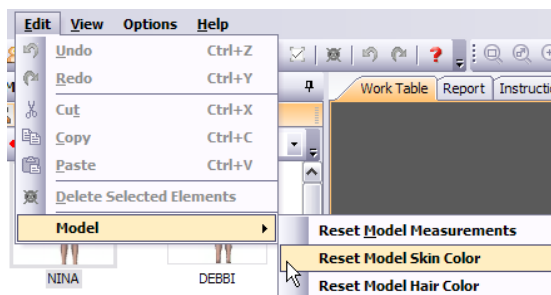 Edit View Options Help
Undo Ctrl+Z
Redo Ctrl+Y
Cut Ctrl+X
Copy Ctrl+C
Paste Ctrl+V
Delete Selected Elements
Model
Work Table Report
Reset Model Measurements
Reset Model Skin Color
Reset Model Hair Color
NINA DEBBI